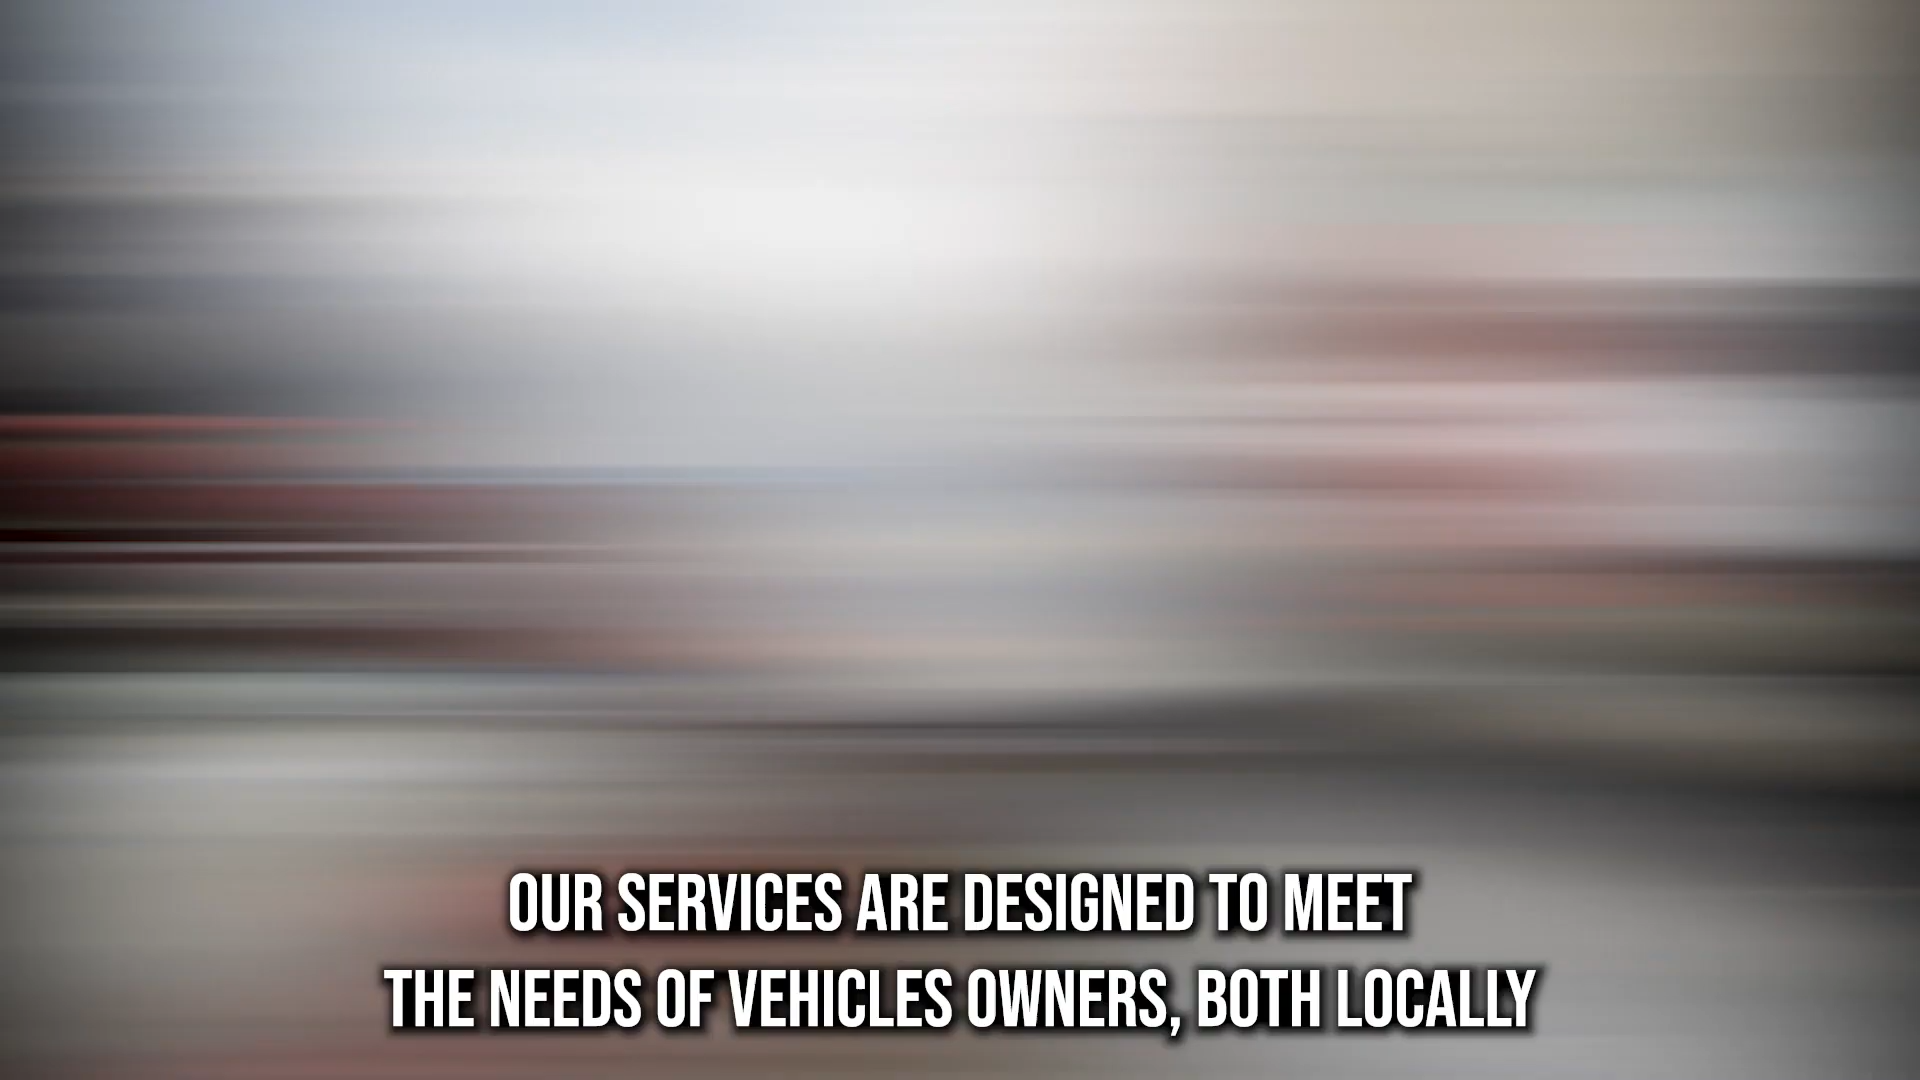 OUR SERVICES ARE DESIGNED TO MEET
THE NEEDS OF VEHICLES OWNERS, BOTH LOCALLY